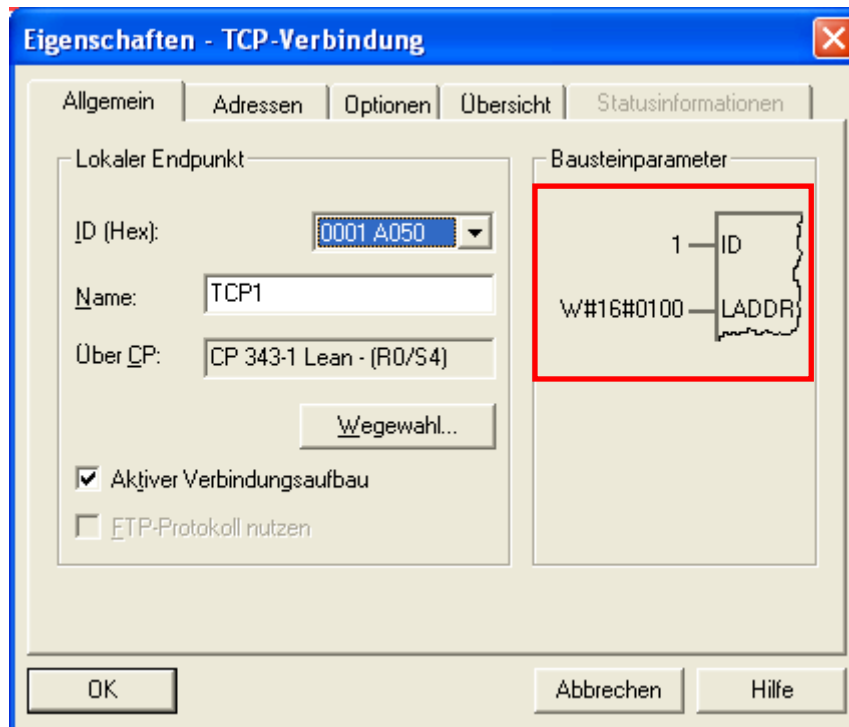 Eigenschaften - TCP-Verbindung
Allgemein Adressen Optionen Übersicht Statusinformationen
Lokaler Endpunkt
ID (Hex): 0001 A050
Name: TCP1
Über CP: CP 343-1 Lean - (R0/S4)
Wegewahl...
Aktiver Verbindungsaufbau
FTP-Protokoll nutzen
Bausteinparameter
1 ID
W#16#0100 LADDR
OK Abbrechen Hilfe